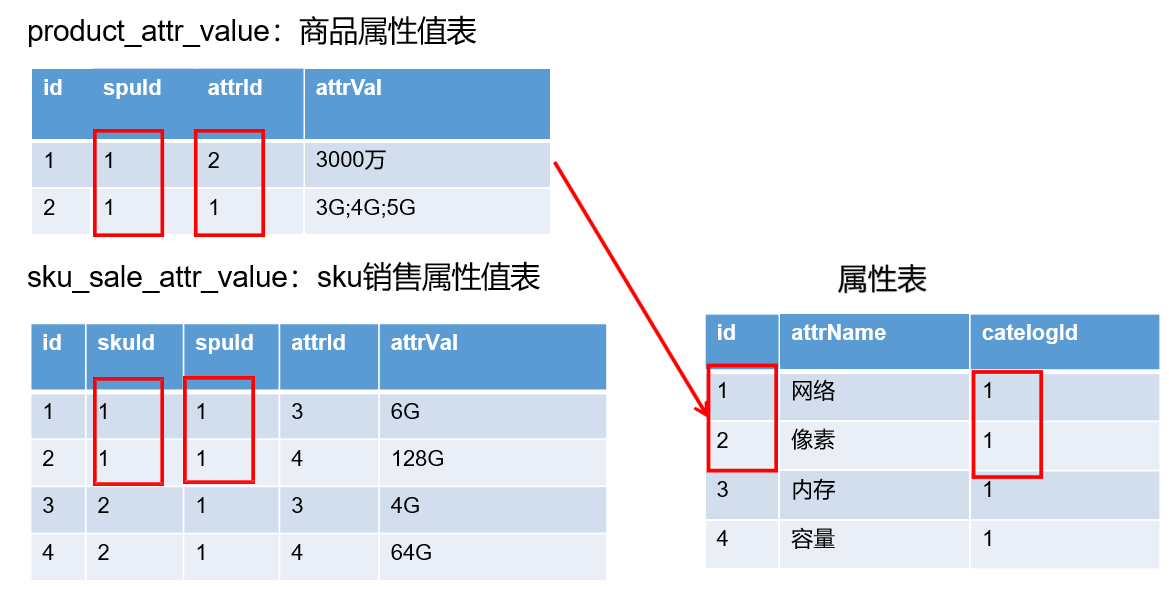 product_attr_value：商品属性值表
id spuId attrId attrVal
1 1 2 3000万
2 1 1 3G;4G;5G
sku_sale_attr_value：sku销售属性值表
id skuId spuId attrId attrVal
1 1 1 3 6G
2 1 1 4 128G
3 2 1 3 4G
4 2 1 4 64G
属性表
id attrName catelogId
1 网络 1
2 像素 1
3 内存 1
4 容量 1